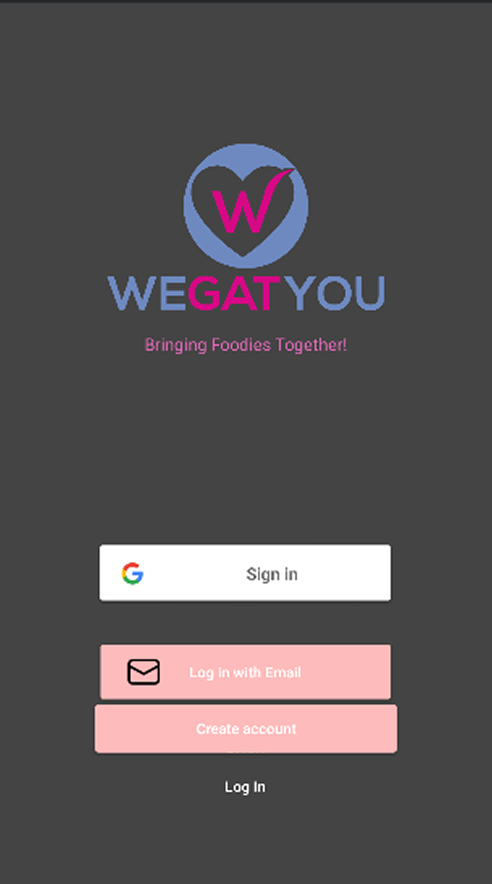 W
WEGATYOU
Bringing Foodies Together!
Sign in
Log in with Email
Create account
Log In